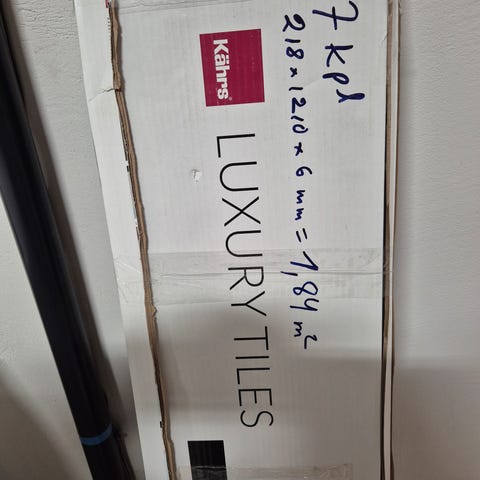 7 kpl
218 x 1210 x 6 mm = 1,84 m²
Kährs®
LUXURY TILES